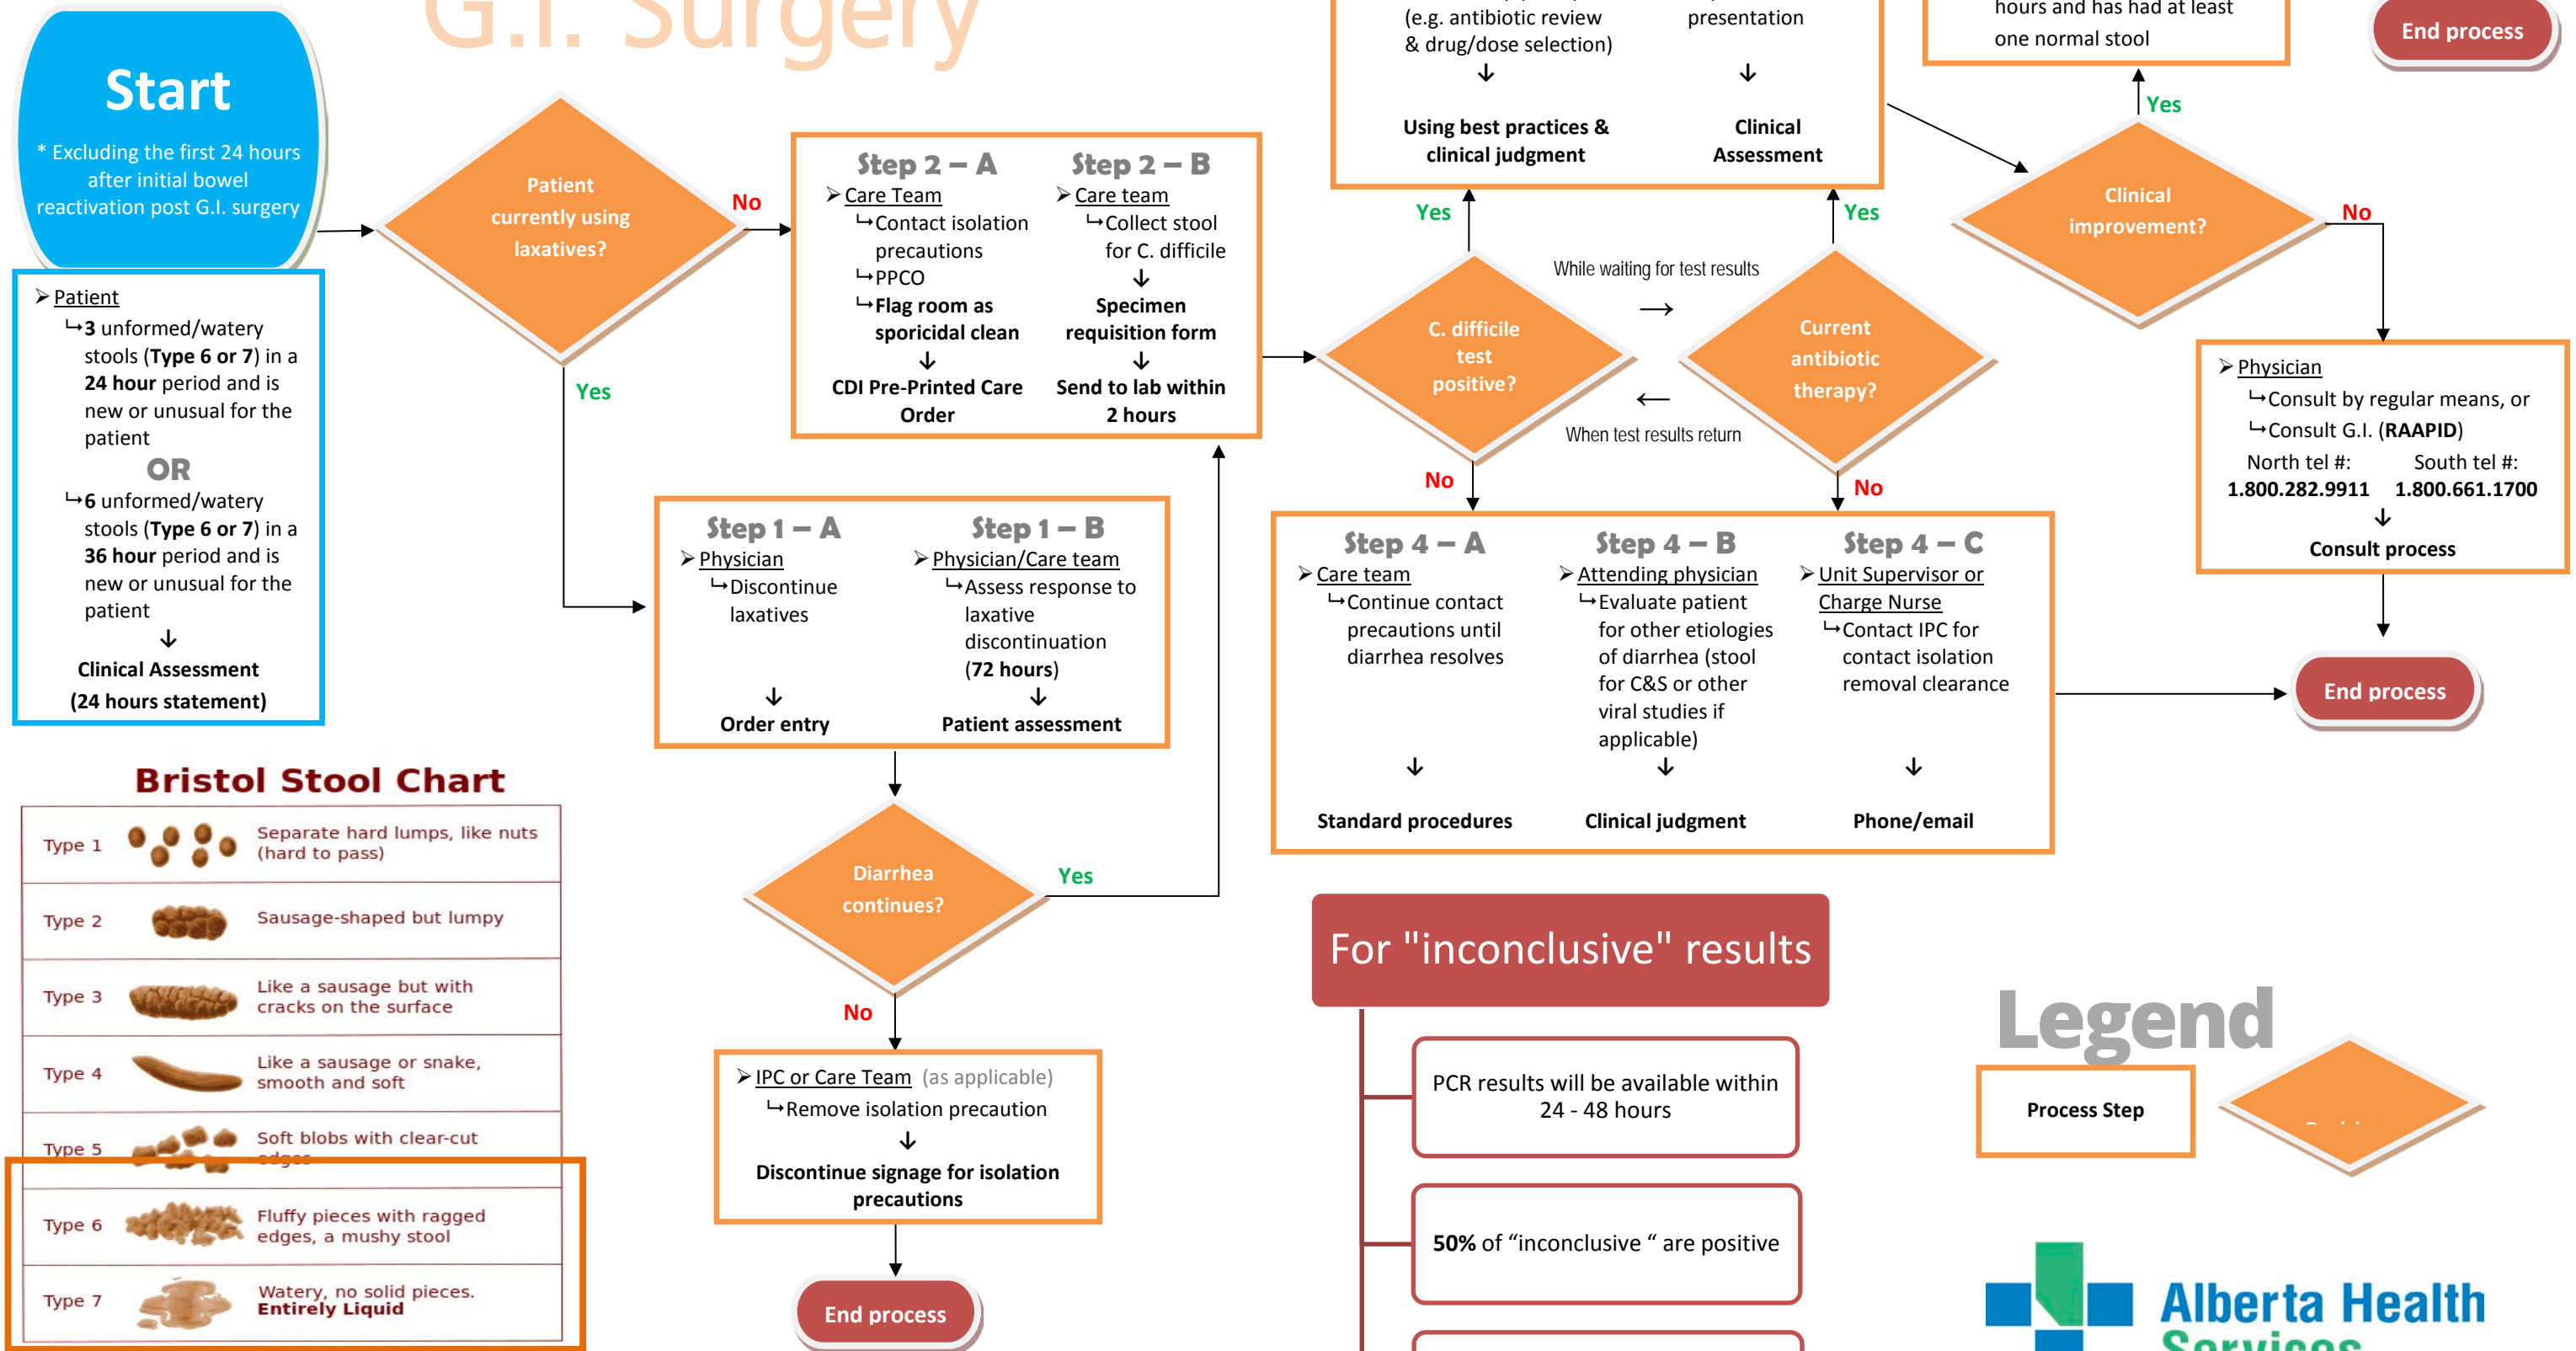 G.I. Surgery
Start
* Excluding the first 24 hours
after initial bowel
reactivation post G.I. surgery
➢ Patient
↳3 unformed/watery
stools (Type 6 or 7) in a
24 hour period and is
new or unusual for the
patient
OR
↳6 unformed/watery
stools (Type 6 or 7) in a
36 hour period and is
new or unusual for the
patient
↓
Clinical Assessment
(24 hours statement)
Patient
currently using
laxatives?
No
Yes
Step 2 – A
➢ Care Team
↳Contact isolation
precautions
↳PPCO
↳Flag room as
sporicidal clean
↓
CDI Pre-Printed Care
Order
Step 2 – B
➢ Care team
↳Collect stool
for C. difficile
↓
Specimen
requisition form
↓
Send to lab within
2 hours
Step 1 – A
➢ Physician
↳Discontinue
laxatives
↓
Order entry
Step 1 – B
➢ Physician/Care team
↳Assess response to
laxative
discontinuation
(72 hours)
↓
Patient assessment
Diarrhea
continues?
Yes
No
➢ IPC or Care Team (as applicable)
↳Remove isolation precaution
↓
Discontinue signage for isolation
precautions
End process
(e.g. antibiotic review
& drug/dose selection)
↓
Using best practices &
clinical judgment
presentation
↓
Clinical
Assessment
Yes
Yes
C. difficile
test
positive?
While waiting for test results
→
←
When test results return
Current
antibiotic
therapy?
No
No
Step 4 – A
➢ Care team
↳Continue contact
precautions until
diarrhea resolves
↓
Standard procedures
Step 4 – B
➢ Attending physician
↳Evaluate patient
for other etiologies
of diarrhea (stool
for C&S or other
viral studies if
applicable)
↓
Clinical judgment
Step 4 – C
➢ Unit Supervisor or
Charge Nurse
↳Contact IPC for
contact isolation
removal clearance
↓
Phone/email
hours and has had at least
one normal stool
End process
Yes
Clinical
improvement?
No
➢ Physician
↳Consult by regular means, or
↳Consult G.I. (RAAPID)
North tel #: South tel #:
1.800.282.9911 1.800.661.1700
↓
Consult process
End process
Bristol Stool Chart
Type 1 Separate hard lumps, like nuts
(hard to pass)
Type 2 Sausage-shaped but lumpy
Type 3 Like a sausage but with
cracks on the surface
Type 4 Like a sausage or snake,
smooth and soft
Type 5 Soft blobs with clear-cut
edges
Type 6 Fluffy pieces with ragged
edges, a mushy stool
Type 7 Watery, no solid pieces.
Entirely Liquid
For "inconclusive" results
PCR results will be available within
24 - 48 hours
50% of “inconclusive “ are positive
Legend
Process Step
Alberta Health
Services